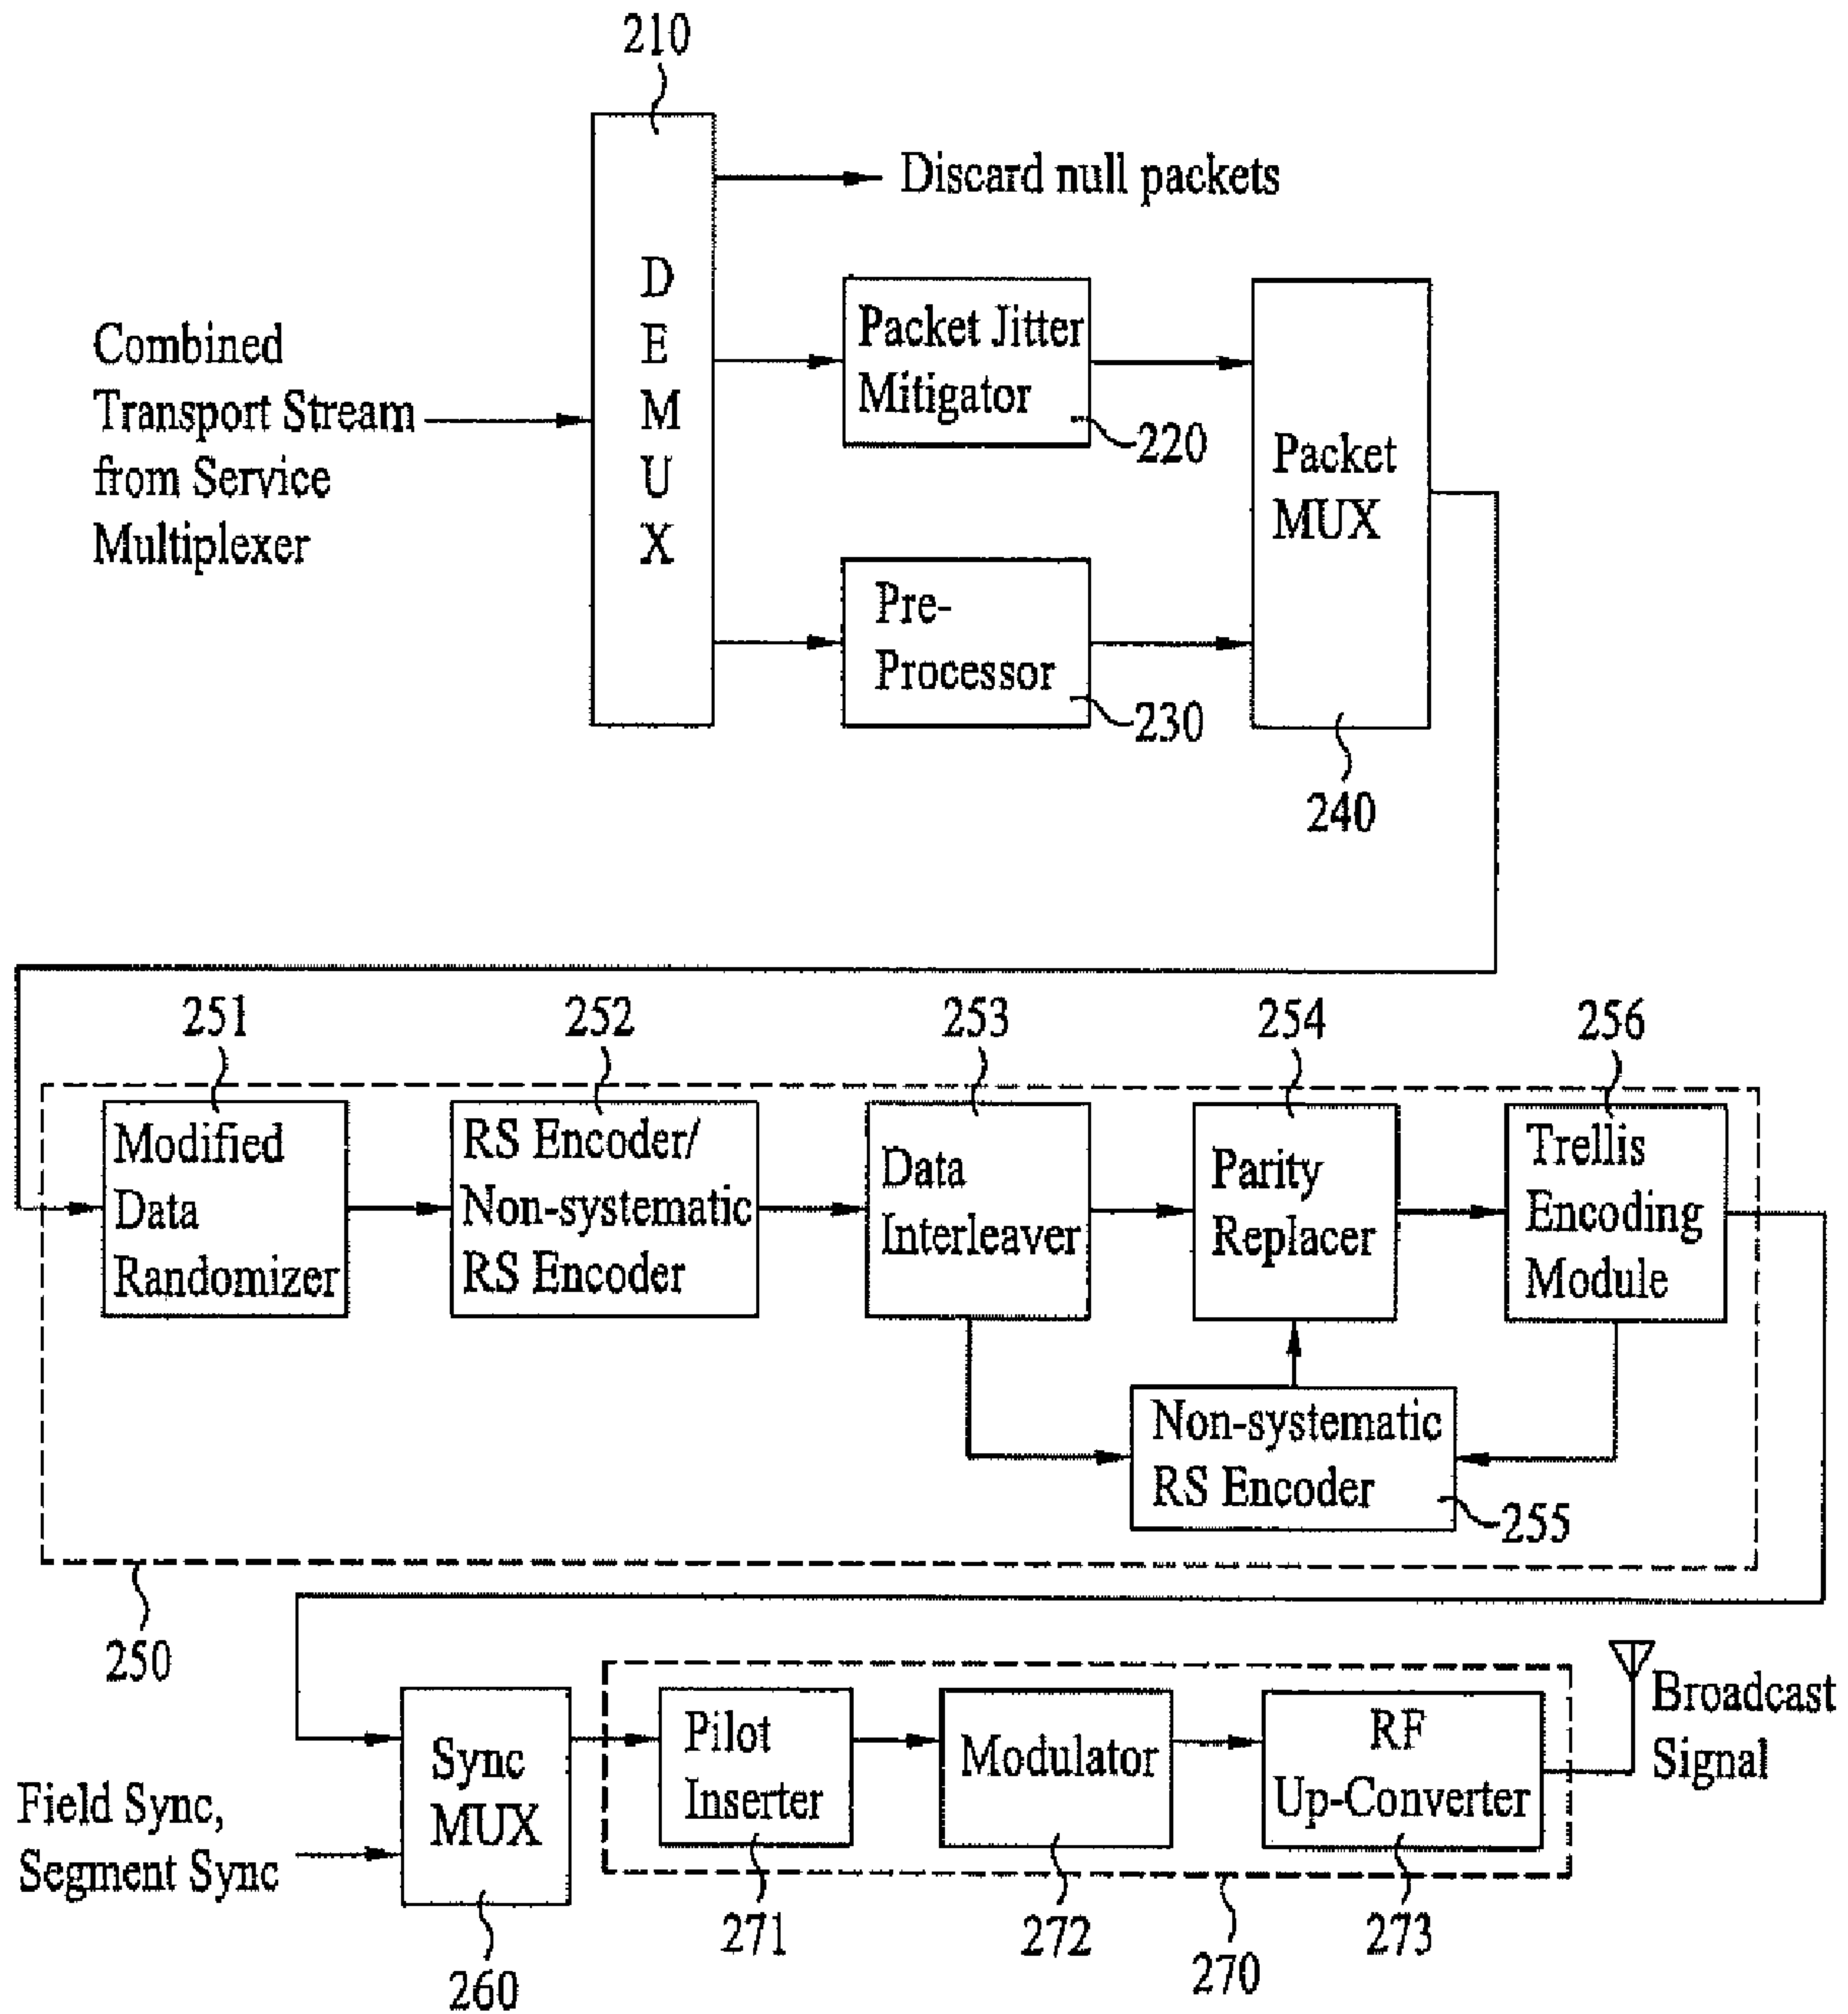 210
Discard null packets
D
E
M
U
X
Combined
Transport Stream
from Service
Multiplexer
Packet Jitter
Mitigator
220
Packet
MUX
Pre-
Processor
230
240
251
252
253
254
256
Modified
Data
Randomizer
RS Encoder/
Non-systematic
RS Encoder
Data
Interleaver
Parity
Replacer
Trellis
Encoding
Module
Non-systematic
RS Encoder
255
250
Sync
MUX
Pilot
Inserter
Modulator
RF
Up-Converter
Broadcast
Signal
Field Sync,
Segment Sync
260
271
272
270
273